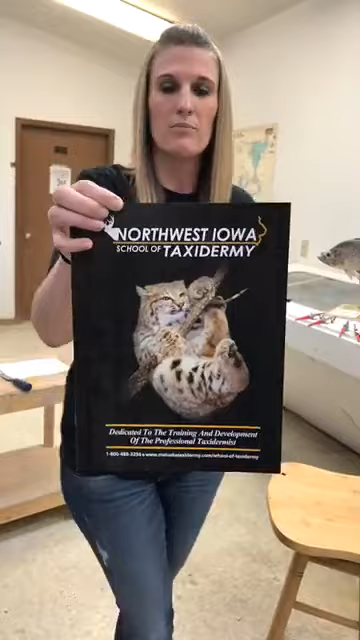 NORTHWEST IOWA
SCHOOL OF TAXIDERMY
Dedicated To The Training And Development
Of The Professional Taxidermist